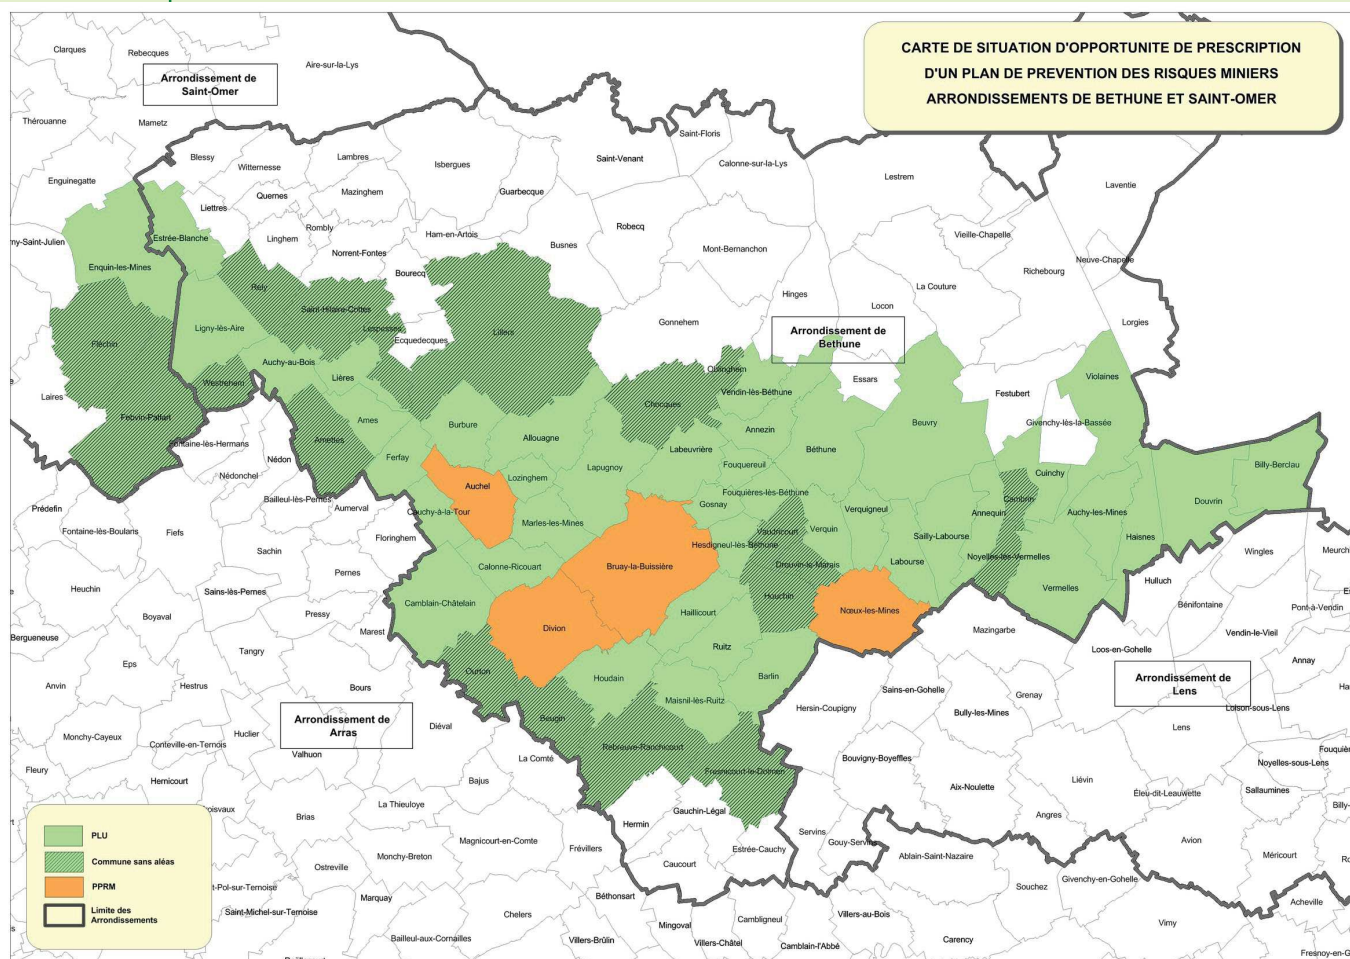 CARTE DE SITUATION D'OPPORTUNITE DE PRESCRIPTION
D'UN PLAN DE PREVENTION DES RISQUES MINIERS
ARRONDISSEMENTS DE BETHUNE ET SAINT-OMER
Clarques
Rebecques
Aire-sur-la-Lys
Arrondissement de
Saint-Omer
Thérouanne
Mametz
Saint-Floris
Blessy
Witternesse
Lambres
Isbergues
Saint-Venant
Calonne-sur-la-Lys
Lestrem
Laventie
Enguinegatte
Quernes
Mazinghem
Guarbecque
Liettres
Rombly
Linghem
Ham-en-Artois
Robecq
Vieille-Chapelle
my-Saint-Julien
Estrée-Blanche
Norrent-Fontes
Busnes
Mont-Bernanchon
Neuve-Chapelle
Enquin-les-Mines
Bourecq
Richebourg
Rely
La Couture
Hinges
Locon
Saint-Hilaire-Cottes
Gonnehem
Lorgies
Ligny-lès-Aire
Lespesses
Lillers
Arrondissement de
Bethune
Fléchin
Ecquedecques
Auchy-au-Bois
Oblinghem
Lières
Westrehem
Essars
Violaines
Laires
Vendin-lès-Béthune
Festubert
Chocques
Febvin-Palfart
Ames
Burbure
Annezin
Beuvry
Givenchy-lès-la-Bassée
Fontaine-lès-Hermans
Amettes
Allouagne
Labeuvrière
Béthune
Nédon
Ferfay
Lapugnoy
Fouquereuil
Billy-Berclau
Nédonchel
Lozinghem
Cuinchy
Auchel
Fouquières-lès-Béthune
Cambrin
Douvrin
Bailleul-lès-Pernes
Gosnay
Prédefin
Aumerval
Cauchy-à-la-Tour
Verquigneul
Annequin
Auchy-les-Mines
Marles-les-Mines
Vaudricourt
Verquin
Fontaine-lès-Boulans
Fiefs
Floringhem
Sailly-Labourse
Haisnes
Hesdigneul-lès-Béthune
Sachin
Wingles
Meurchi
Noyelles-lès-Vermelles
Labourse
Drouvin-le-Marais
Calonne-Ricouart
Bruay-la-Buissière
Pernes
Hulluch
Heuchin
Sains-lès-Pernes
Vermelles
Houchin
Camblain-Châtelain
Bénifontaine
Pont-à-Vendin
Haillicourt
Nœux-les-Mines
Boyaval
Pressy
Divion
Mazingarbe
Vendin-le-Vieil
Bergueneuse
Marest
Ruitz
Loos-en-Gohelle
Tangry
Annay
Eps
Ourton
Houdain
Barlin
Arrondissement de
Lens
Anvin
Hestrus
Bours
Sains-en-Gohelle
Grenay
Maisnil-lès-Ruitz
Hersin-Coupigny
Loison-sous-Lens
Bully-les-Mines
Arrondissement de
Arras
Beugin
Diéval
Lens
Huclier
Monchy-Cayeux
Conteville-en-Ternois
Rebreuve-Ranchicourt
Valhuon
La Comté
Bouvigny-Boyeffles
Noyelles-sous-Lens
Fleury
Fresnicourt-le-Dolmen
Hernicourt
Bajus
Liévin
Aix-Noulette
Sallaumines
Éleu-dit-Leauwette
La Thieuloye
Gauchin-Légal
Brias
Hermin
Angres
Servins
PLU
Magnicourt-en-Comte
Gouy-Servins
Avion
Frévillers
Estrée-Cauchy
Commune sans aléas
Monchy-Breton
Ablain-Saint-Nazaire
Méricourt
Ostreville
Caucourt
PPRM
t-Pol-sur-Ternoise
Givenchy-en-Gohelle
Souchez
Marquay
Béthonsart
Acheville
Limite des
Arrondissements
Saint-Michel-sur-Ternoise
Chelers
Villers-au-Bois
Cambligneul
Mingoval
Vimy
Bailleul-aux-Cornailles
Villers-Brûlin
Villers-Châtel
Camblain-l'Abbé
Carency
Fresnoy-en-G